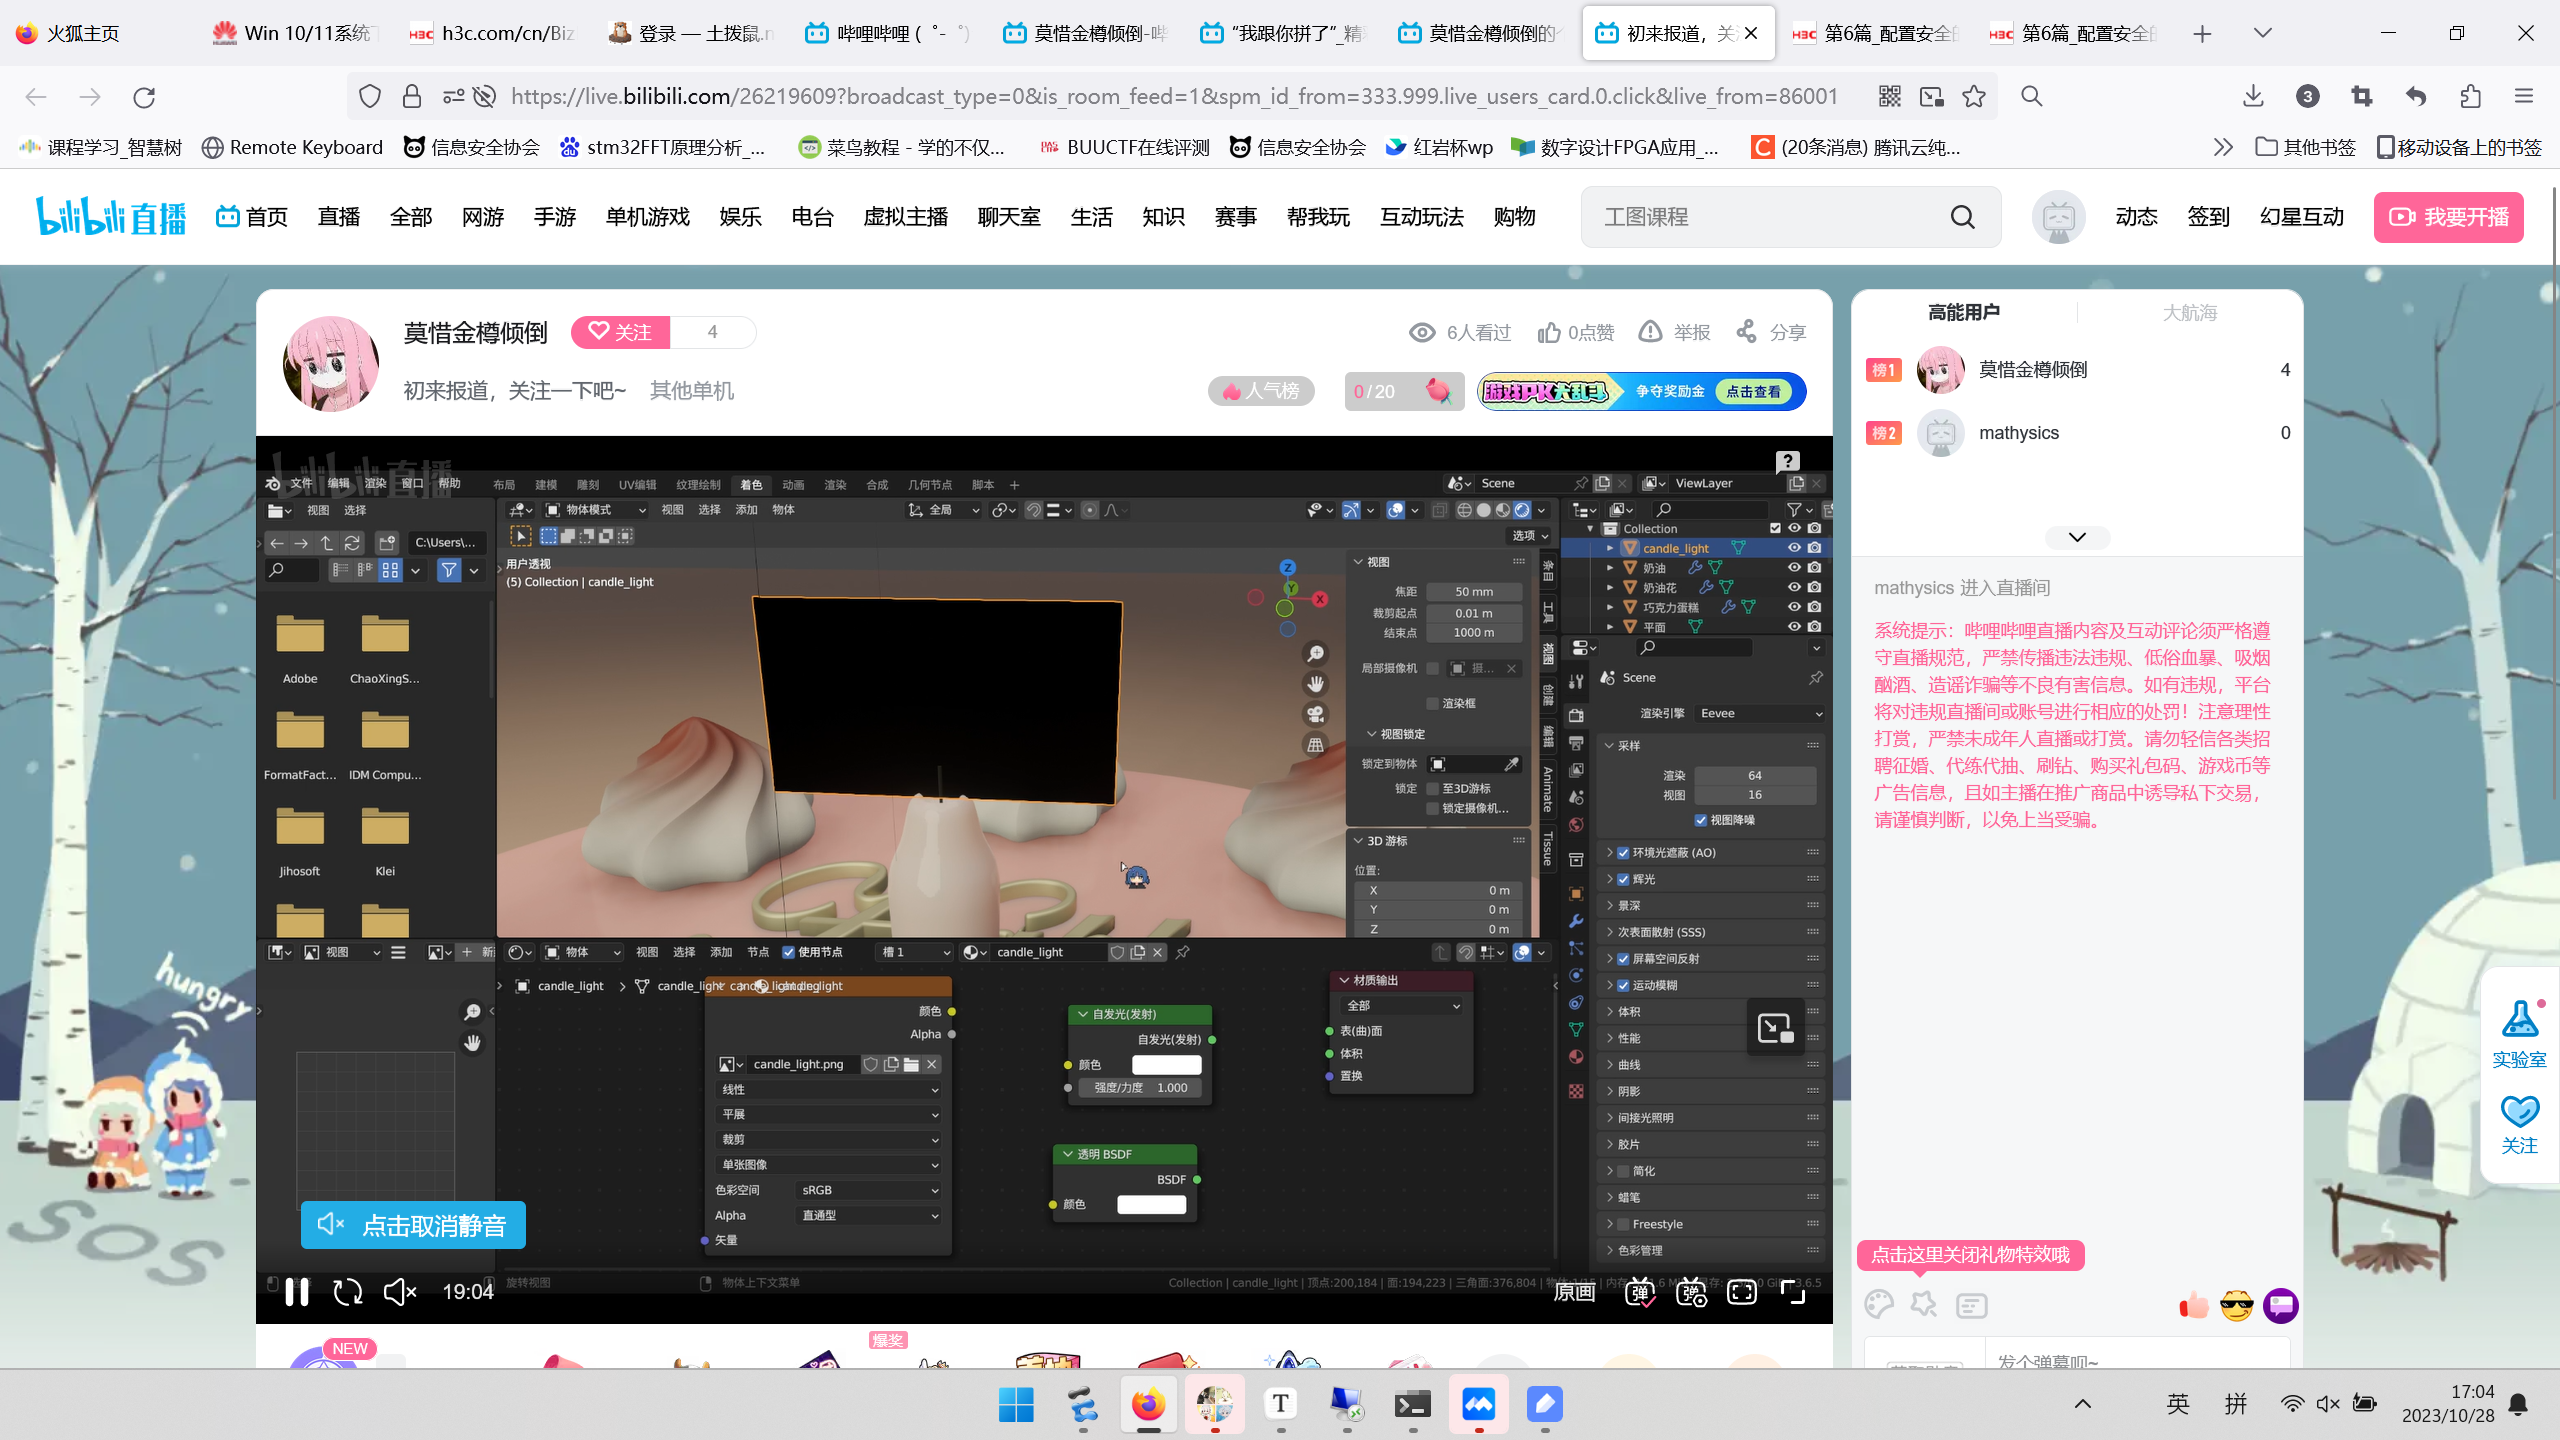 火狐主页
Win 10/11系统
h3c.com/cn/Biz
登录 — 土拨鼠.n
哔哩哔哩 ( ゜- ゜)
莫惜金樽倾倒-哔
“我跟你拼了”_精
莫惜金樽倾倒的个
初来报道，关
第6篇_配置安全
第6篇_配置安全
https://live.bilibili.com/26219609?broadcast_type=0&is_room_feed=1&spm_id_from=333.999.live_users_card.0.click&live_from=86001
3
课程学习_智慧树
Remote Keyboard
信息安全协会
stm32FFT原理分析_...
菜鸟教程 - 学的不仅...
BUUCTF在线评测
信息安全协会
红岩杯wp
数字设计FPGA应用_...
(20条消息) 腾讯云纯...
其他书签
移动设备上的书签
bilibili直播
首页
直播
全部
网游
手游
单机游戏
娱乐
电台
虚拟主播
聊天室
生活
知识
赛事
帮我玩
互动玩法
购物
工图课程
动态
签到
幻星互动
我要开播
莫惜金樽倾倒
关注
4
6人看过
0点赞
举报
分享
初来报道，关注一下吧~
其他单机
人气榜
0/20
游戏PK大乱斗
争夺奖励金
点击查看
高能用户
大航海
榜1
莫惜金樽倾倒
4
榜2
mathysics
0
mathysics 进入直播间
系统提示：哔哩哔哩直播内容及互动评论须严格遵
守直播规范，严禁传播违法违规、低俗血暴、吸烟
酗酒、造谣诈骗等不良有害信息。如有违规，平台
将对违规直播间或账号进行相应的处罚！注意理性
打赏，严禁未成年人直播或打赏。请勿轻信各类招
聘征婚、代练代抽、刷钻、购买礼包码、游戏币等
广告信息，且如主播在推广商品中诱导私下交易，
请谨慎判断，以免上当受骗。
bilibili直播
文件
编辑
渲染
窗口
帮助
布局
建模
雕刻
UV编辑
纹理绘制
着色
动画
渲染
合成
几何节点
脚本
Scene
ViewLayer
视图
选择
物体模式
视图
选择
添加
物体
全局
选项
C:\Users\...
Adobe
ChaoXingS...
FormatFact...
IDM Compu...
Jihosoft
Klei
用户透视
(5) Collection | candle_light
Z
Y
X
视图
焦距
50 mm
裁剪起点
0.01 m
结束点
1000 m
局部摄像机
摄...
渲染框
视图锁定
锁定到物体
锁定
至3D游标
锁定摄像机...
3D 游标
位置:
X
0 m
Y
0 m
Z
0 m
条目
工具
视图
创建
编辑
Animate
Tissue
Collection
candle_light
奶油
奶油花
巧克力蛋糕
平面
Scene
渲染引擎
Eevee
采样
渲染
64
视图
16
视图降噪
环境光遮蔽 (AO)
辉光
景深
次表面散射 (SSS)
屏幕空间反射
运动模糊
体积
性能
曲线
阴影
间接光照明
胶片
简化
蜡笔
Freestyle
色彩管理
视图
新
物体
视图
选择
添加
节点
使用节点
槽 1
candle_light
candle_light
candle_light
颜色
Alpha
candle_light.png
线性
平展
裁剪
单张图像
色彩空间
sRGB
Alpha
直通型
矢量
自发光(发射)
自发光(发射)
颜色
强度/力度
1.000
透明 BSDF
BSDF
颜色
材质输出
全部
表(曲)面
体积
置换
点击取消静音
旋转视图
物体上下文菜单
Collection | candle_light | 顶点:200,184 | 面:194,223 | 三角面:376,804
3.6.5
19:04
原画
hungry
SOS
实验室
关注
点击这里关闭礼物特效哦
NEW
爆奖
发个弹幕呗~
英
拼
17:04
2023/10/28